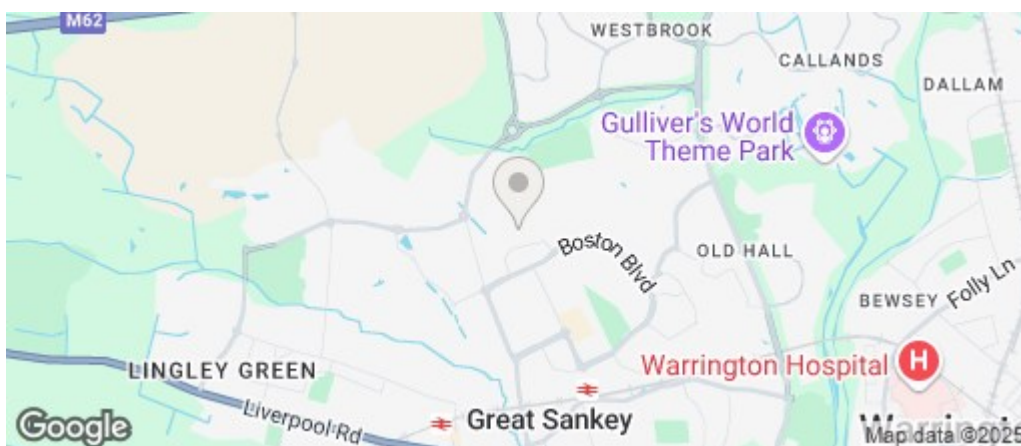 M62
WESTBROOK
CALLANDS
DALLAM
Gulliver's World
Theme Park
Boston Blvd
OLD HALL
Folly Ln
BEWSEY
LINGLEY GREEN
Warrington Hospital
H
Liverpool Rd
Great Sankey
Google
Map data ©2025